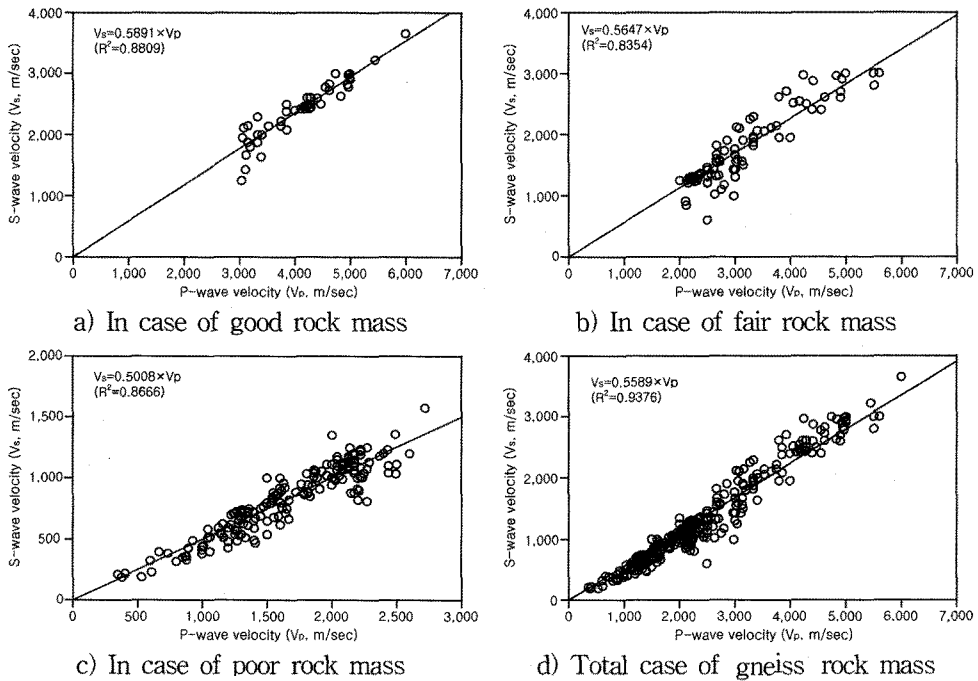 4,000
3,000
2,000
1,000
0
S-wave velocity (Vs, m/sec)
Vs=0.5891×Vp
(R²=0.8809)
0 1,000 2,000 3,000 4,000 5,000 6,000 7,000
P-wave velocity (Vp, m/sec)
a) In case of good rock mass
4,000
3,000
2,000
1,000
0
S-wave velocity (Vs, m/sec)
Vs=0.5647×Vp
(R²=0.8354)
0 1,000 2,000 3,000 4,000 5,000 6,000 7,000
P-wave velocity (Vp, m/sec)
b) In case of fair rock mass
2,000
1,500
1,000
500
0
S-wave velocity (Vs, m/sec)
Vs=0.5008×Vp
(R²=0.8666)
0 500 1,000 1,500 2,000 2,500 3,000
P-wave velocity (Vp, m/sec)
c) In case of poor rock mass
4,000
3,000
2,000
1,000
0
S-wave velocity (Vs, m/sec)
Vs=0.5589×Vp
(R²=0.9376)
0 1,000 2,000 3,000 4,000 5,000 6,000 7,000
P-wave velocity (Vp, m/sec)
d) Total case of gneiss rock mass